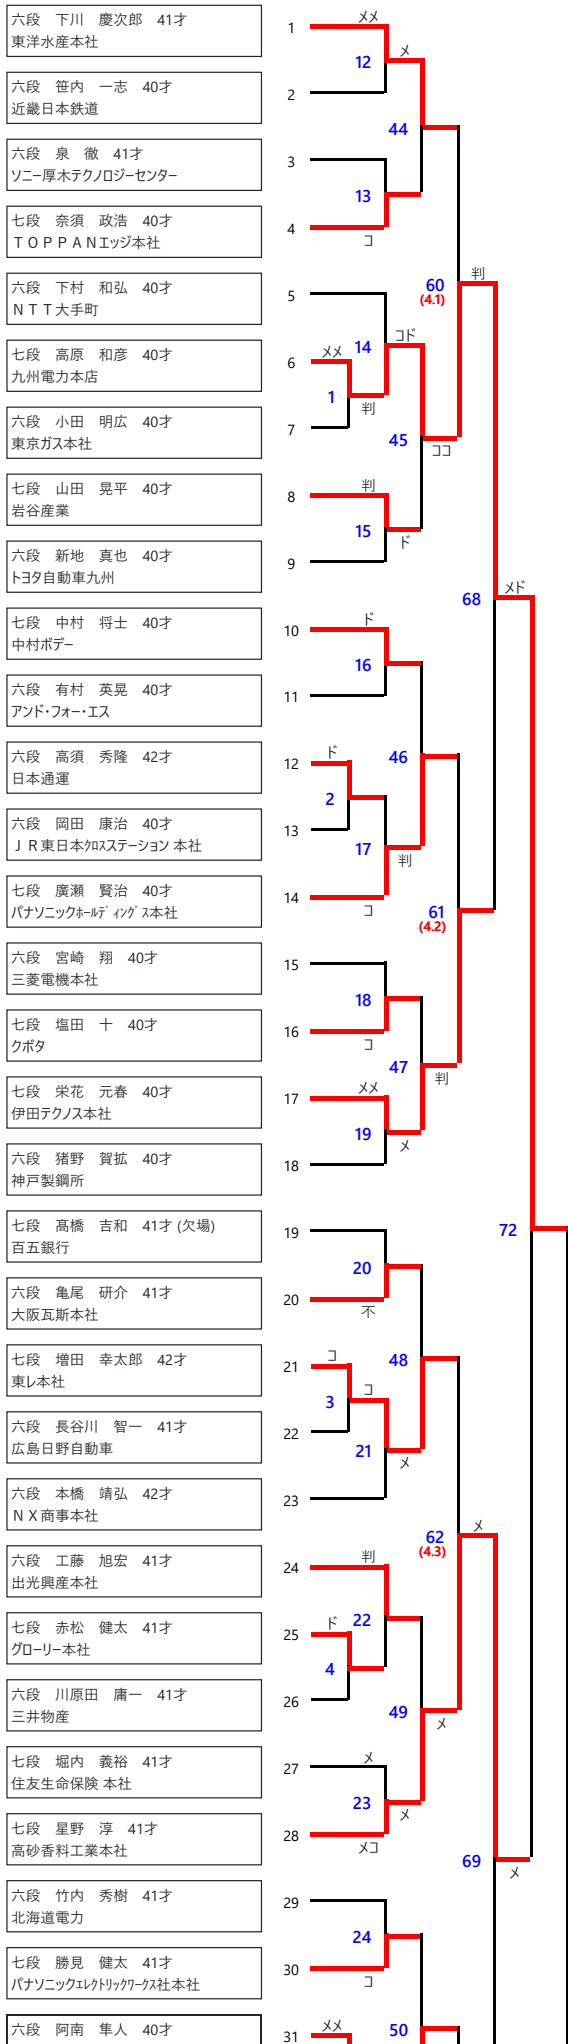 六段 下川 慶次郎 41才
東洋水産本社
1
メメ
12
メ
六段 笹内 一志 40才
近畿日本鉄道
2
44
六段 泉 徹 41才
ソニー厚木テクノロジーセンター
3
13
七段 奈須 政浩 40才
ＴＯＰＰＡＮエッジ本社
4
コ
60
(4.1)
判
六段 下村 和弘 40才
ＮＴＴ大手町
5
14
コド
七段 高原 和彦 40才
九州電力本店
6
メメ
1
判
六段 小田 明広 40才
東京ガス本社
7
45
ココ
七段 山田 晃平 40才
岩谷産業
8
判
15
ド
六段 新地 真也 40才
トヨタ自動車九州
9
68
メド
七段 中村 将士 40才
中村ボデー
10
ド
16
六段 有村 英晃 40才
アンド・フォー・エス
11
六段 高須 秀隆 42才
日本通運
12
ド
2
46
六段 岡田 康治 40才
ＪＲ東日本クロスステーション 本社
13
17
判
七段 廣瀬 賢治 40才
パナソニックホールディングス本社
14
コ
61
(4.2)
六段 宮崎 翔 40才
三菱電機本社
15
18
七段 塩田 十 40才
クボタ
16
コ
47
判
七段 栄花 元春 40才
伊田テクノス本社
17
メメ
19
メ
六段 猪野 賀拡 40才
神戸製鋼所
18
七段 髙橋 吉和 41才 (欠場)
百五銀行
19
72
20
六段 亀尾 研介 41才
大阪瓦斯本社
20
不
七段 増田 幸太郎 42才
東レ本社
21
コ
3
コ
48
六段 長谷川 智一 41才
広島日野自動車
22
21
メ
六段 本橋 靖弘 42才
ＮＸ商事本社
23
62
(4.3)
メ
六段 工藤 旭宏 41才
出光興産本社
24
判
22
七段 赤松 健太 41才
グローリー本社
25
ド
4
六段 川原田 庸一 41才
三井物産
26
49
メ
七段 堀内 義裕 41才
住友生命保険 本社
27
メ
23
メ
七段 星野 淳 41才
高砂香料工業本社
28
メコ
69
メ
六段 竹内 秀樹 41才
北海道電力
29
24
七段 勝見 健太 41才
パナソニックエレクトリックワークス社本社
30
コ
六段 阿南 隼人 40才
31
メメ
50